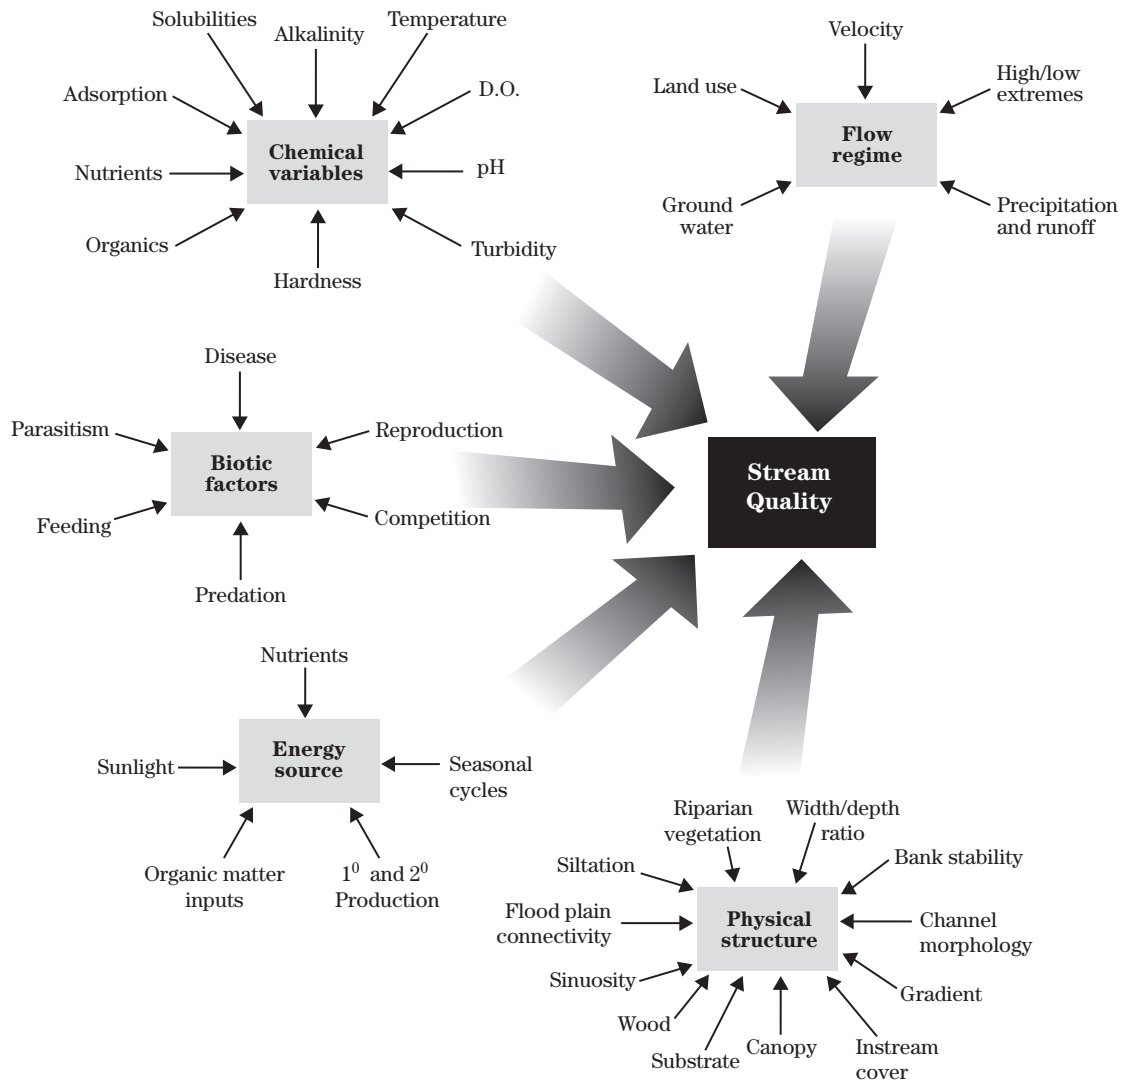 Solubilities
Alkalinity
Temperature
Adsorption
D.O.
Chemical
variables
Nutrients
pH
Organics
Turbidity
Hardness
Velocity
Land use
High/low
extremes
Flow
regime
Ground
water
Precipitation
and runoff
Disease
Parasitism
Reproduction
Biotic
factors
Feeding
Competition
Predation
Stream
Quality
Nutrients
Energy
source
Sunlight
Seasonal
cycles
Organic matter
inputs
1⁰ and 2⁰
Production
Riparian
vegetation
Width/depth
ratio
Siltation
Bank stability
Flood plain
connectivity
Physical
structure
Channel
morphology
Sinuosity
Gradient
Wood
Substrate
Canopy
Instream
cover